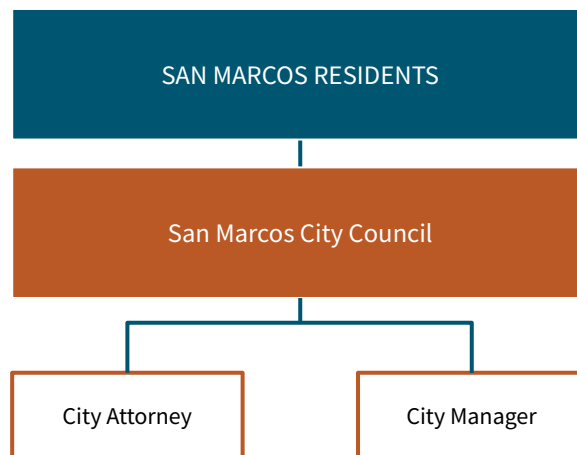 SAN MARCOS RESIDENTS
San Marcos City Council
City Attorney
City Manager